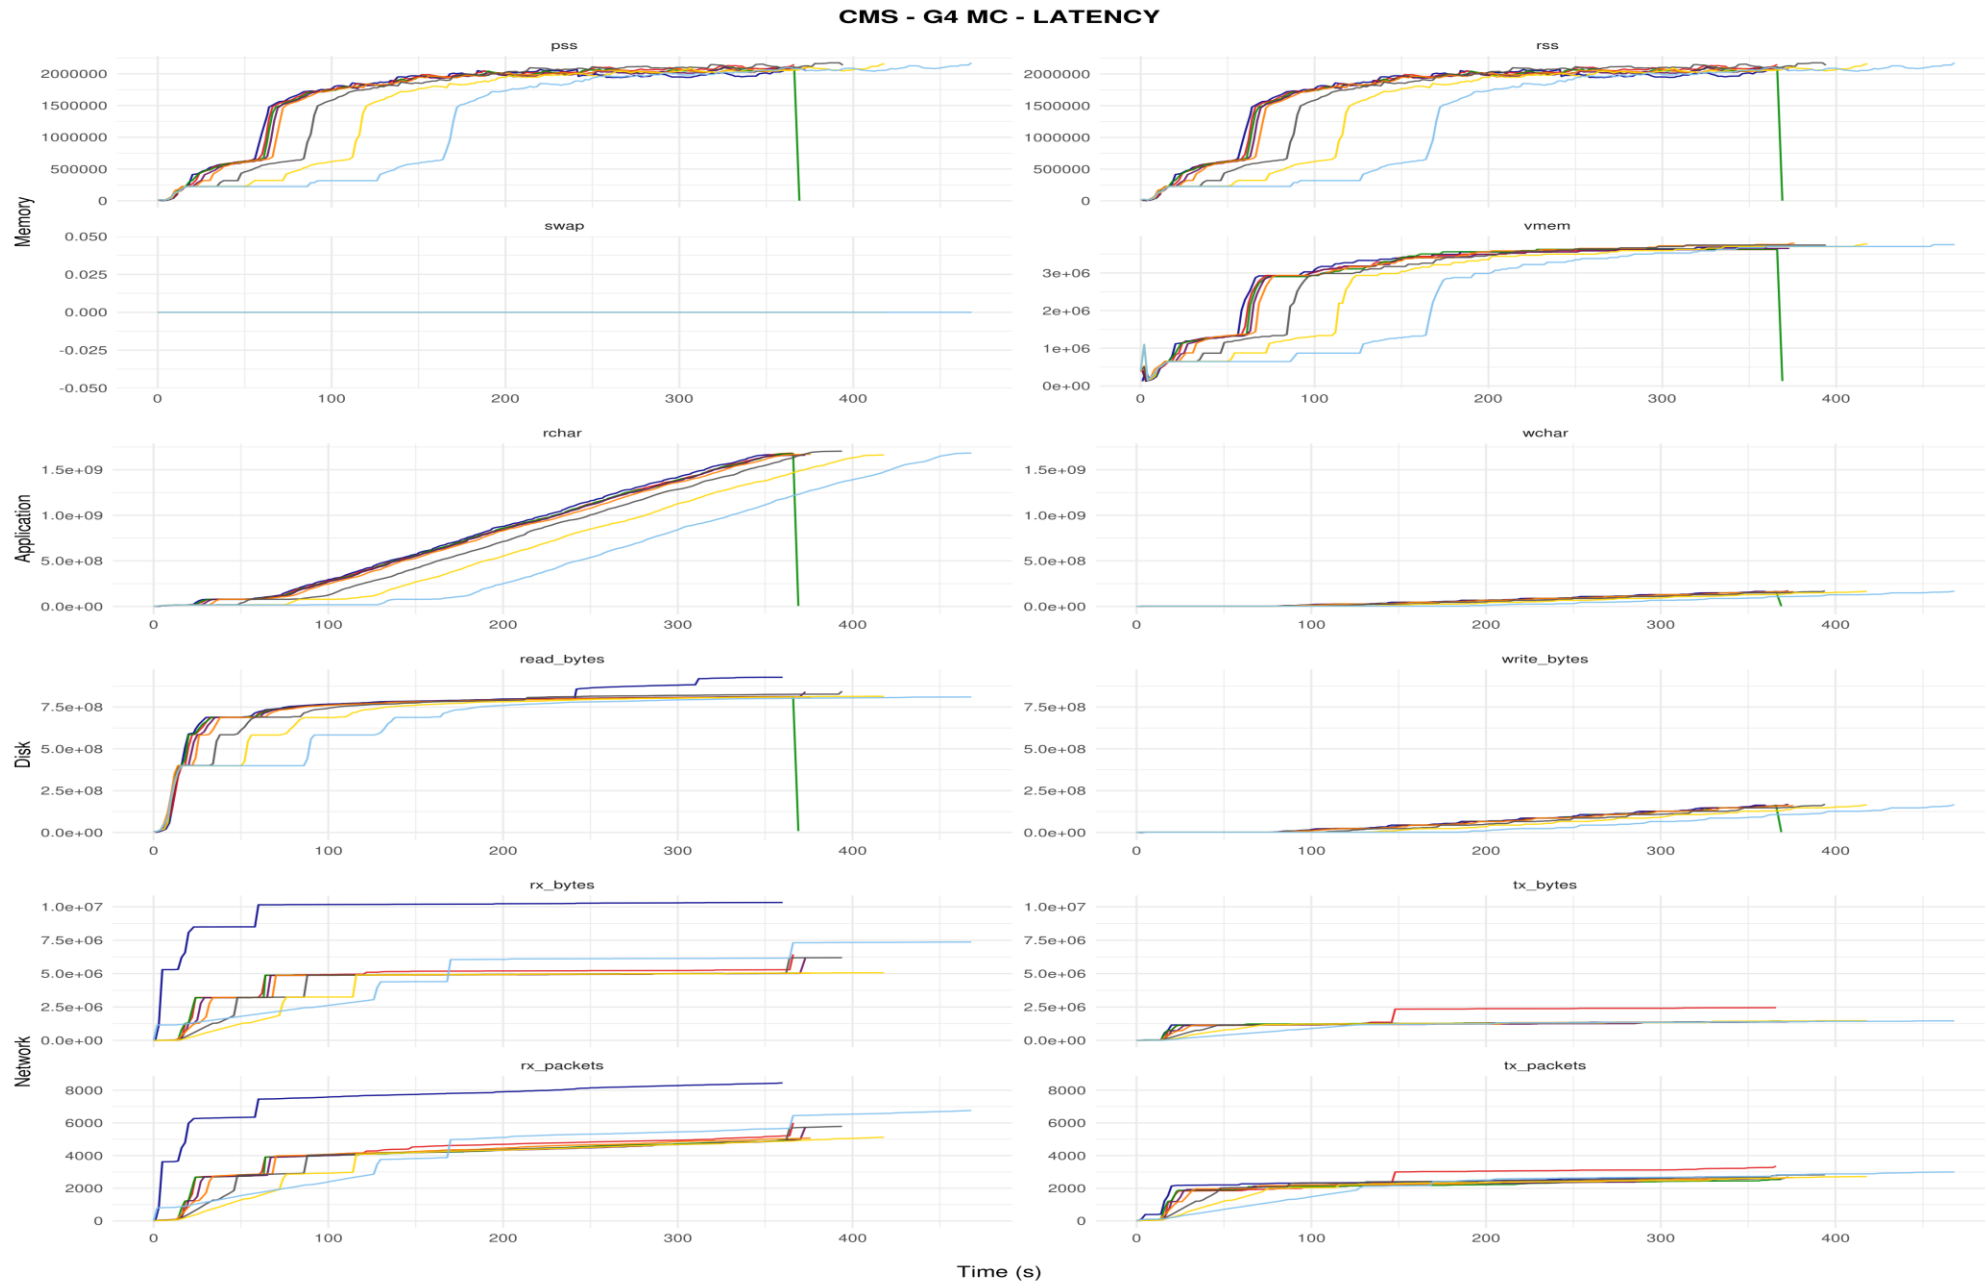 CMS - G4 MC - LATENCY
pss
rss
Memory
2000000
1500000
1000000
500000
0
2000000
1500000
1000000
500000
0
swap
vmem
0.050
0.025
0.000
-0.025
-0.050
0 100 200 300 400
3e+06
2e+06
1e+06
0e+00
0 100 200 300 400
rchar
wchar
Application
1.5e+09
1.0e+09
5.0e+08
0.0e+00
0 100 200 300 400
1.5e+09
1.0e+09
5.0e+08
0.0e+00
0 100 200 300 400
read_bytes
write_bytes
Disk
7.5e+08
5.0e+08
2.5e+08
0.0e+00
0 100 200 300 400
7.5e+08
5.0e+08
2.5e+08
0.0e+00
0 100 200 300 400
rx_bytes
tx_bytes
Network
1.0e+07
7.5e+06
5.0e+06
2.5e+06
0.0e+00
1.0e+07
7.5e+06
5.0e+06
2.5e+06
0.0e+00
rx_packets
tx_packets
8000
6000
4000
2000
0
0 100 200 300 400
8000
6000
4000
2000
0
0 100 200 300 400
Time (s)